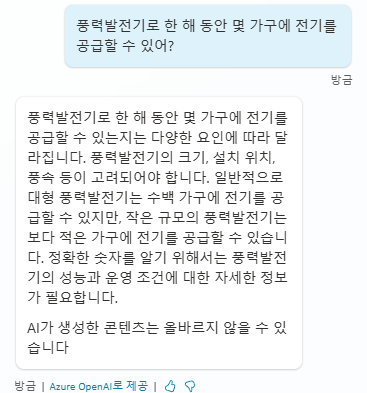 풍력발전기로 한 해 동안 몇 가구에 전기를
공급할 수 있어?
방금
풍력발전기로 한 해 동안 몇 가구에 전기를
공급할 수 있는지는 다양한 요인에 따라 달
라집니다. 풍력발전기의 크기, 설치 위치,
풍속 등이 고려되어야 합니다. 일반적으로
대형 풍력발전기는 수백 가구에 전기를 공
급할 수 있지만, 작은 규모의 풍력발전기는
보다 적은 가구에 전기를 공급할 수 있습니
다. 정확한 숫자를 알기 위해서는 풍력발전
기의 성능과 운영 조건에 대한 자세한 정보
가 필요합니다.
AI가 생성한 콘텐츠는 올바르지 않을 수 있
습니다
방금 | Azure OpenAI로 제공 |